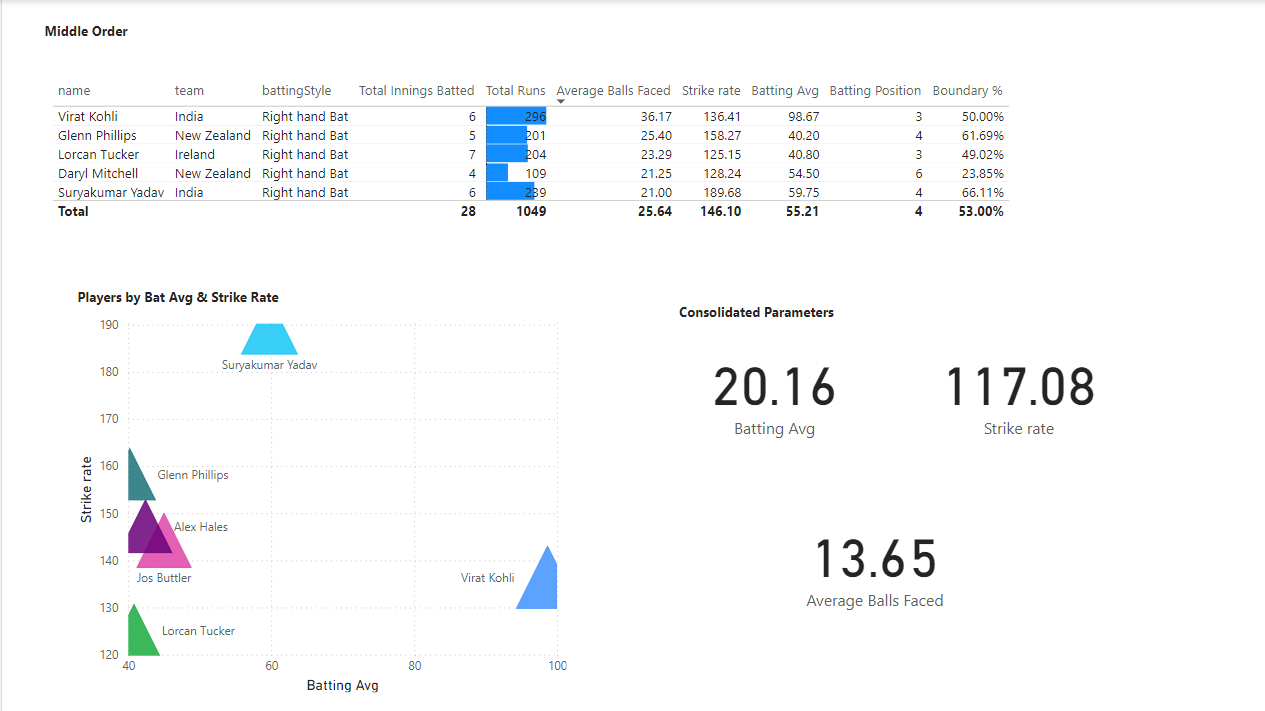 Middle Order
name team battingStyle Total Innings Batted Total Runs Average Balls Faced Strike rate Batting Avg Batting Position Boundary %
Virat Kohli India Right hand Bat 6 296 36.17 136.41 98.67 3 50.00%
Glenn Phillips New Zealand Right hand Bat 5 201 25.40 158.27 40.20 4 61.69%
Lorcan Tucker Ireland Right hand Bat 7 204 23.29 125.15 40.80 3 49.02%
Daryl Mitchell New Zealand Right hand Bat 4 109 21.25 128.24 54.50 6 23.85%
Suryakumar Yadav India Right hand Bat 6 239 21.00 189.68 59.75 4 66.11%
Total 28 1049 25.64 146.10 55.21 4 53.00%
Players by Bat Avg & Strike Rate
190
Suryakumar Yadav
180
170
160
Glenn Phillips
150
Alex Hales
140
Jos Buttler
Virat Kohli
130
Lorcan Tucker
120
Strike rate
40 60 80 100
Batting Avg
Consolidated Parameters
20.16 117.08
Batting Avg Strike rate
13.65
Average Balls Faced